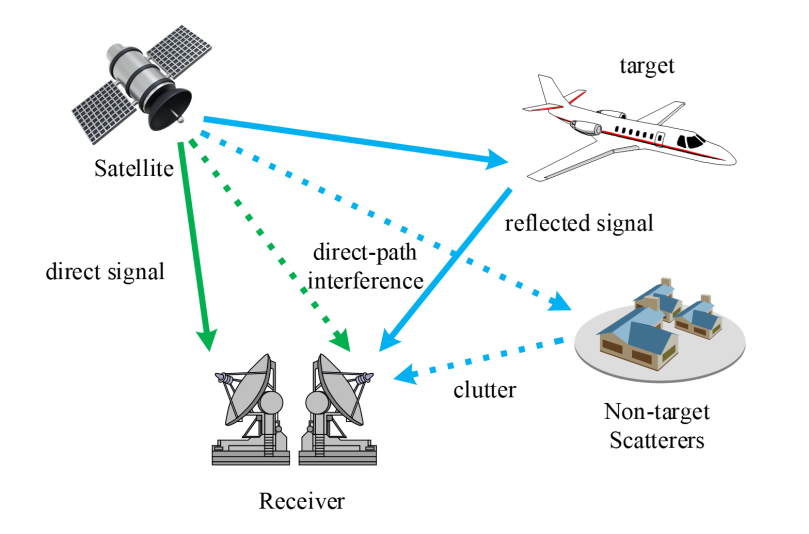 target
Satellite
reflected signal
direct-path
interference
direct signal
clutter
Non-target
Scatterers
Receiver